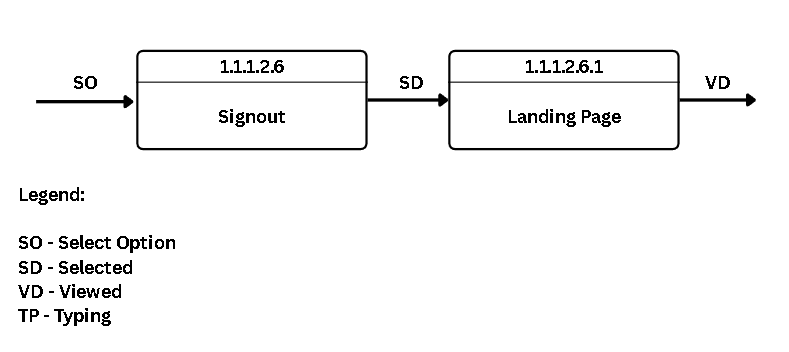 SO
1.1.1.2.6
Signout
SD
1.1.1.2.6.1
Landing Page
VD
Legend:
SO - Select Option
SD - Selected
VD - Viewed
TP - Typing